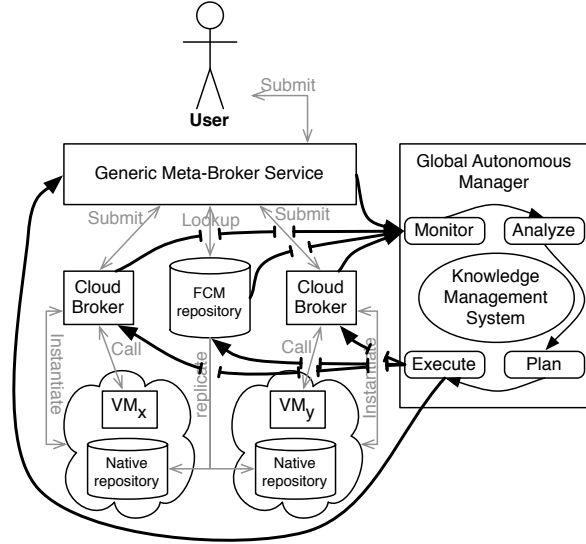 Submit
User
Generic Meta-Broker Service
Global Autonomous
Manager
Submit
Lookup
Submit
Monitor
Analyze
Cloud
Broker
FCM
repository
Cloud
Broker
Knowledge
Management
System
Instantiate
Call
replicate
Call
Instantiate
Execute
Plan
VMx
VMy
Native
repository
Native
repository